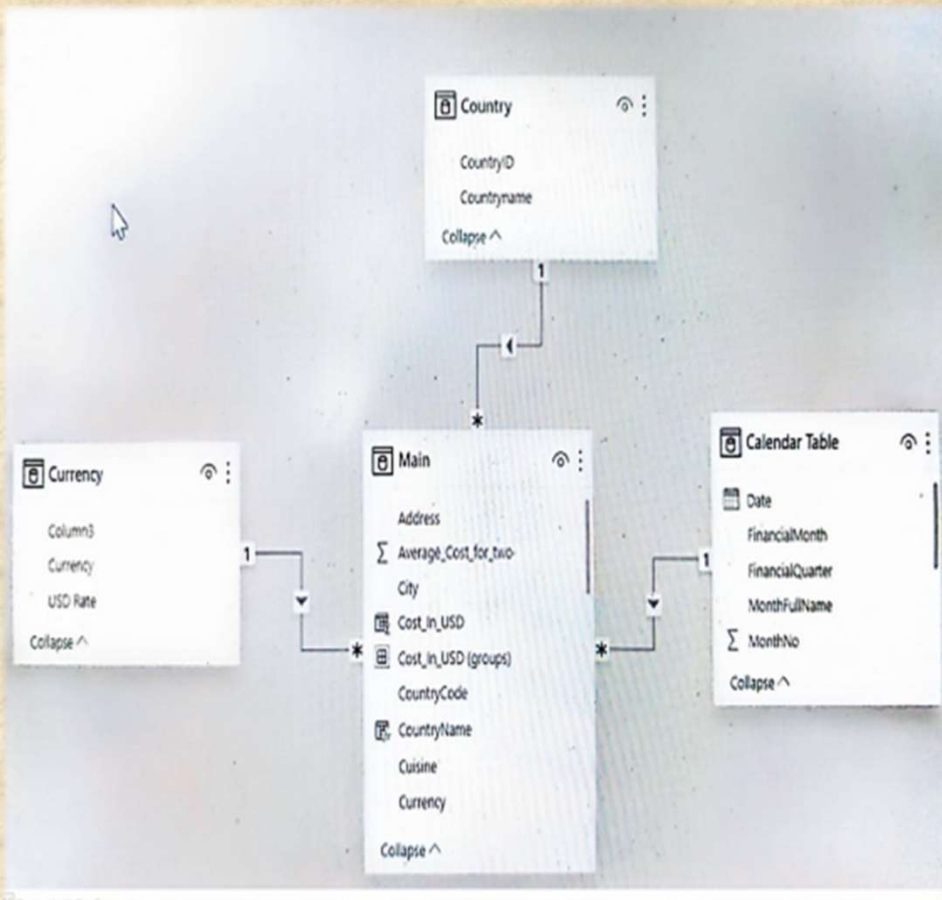 Country
CountryID
Countryname
Collapse
1
*
Currency
Column3
Currency
USD Rate
Collapse
1
*
Main
Address
Σ Average_Cost_for_two
City
Cost_In_USD
Cost_In_USD (groups)
CountryCode
CountryName
Cuisine
Currency
Collapse
Calendar Table
Date
FinancialMonth
FinancialQuarter
MonthFullName
Σ MonthNo
Collapse
1
*